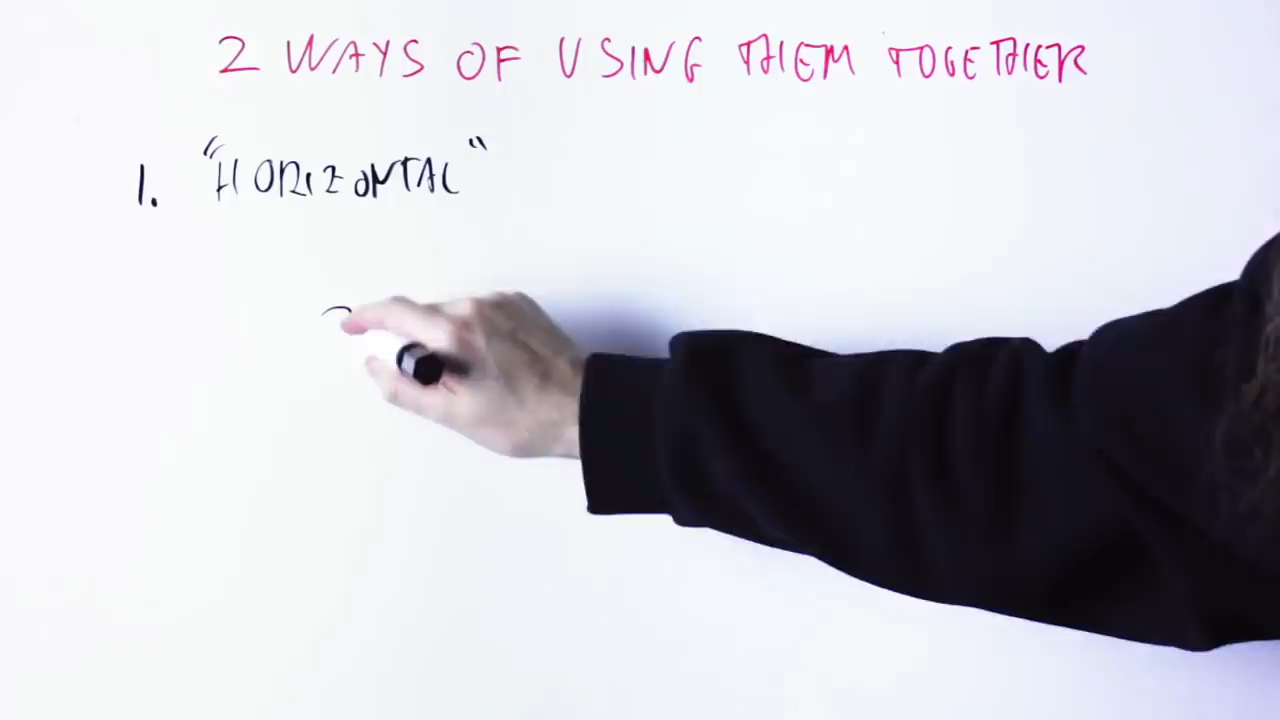 2 WAYS OF USING THEM TOGETHER
1. "HORIZONTAL"